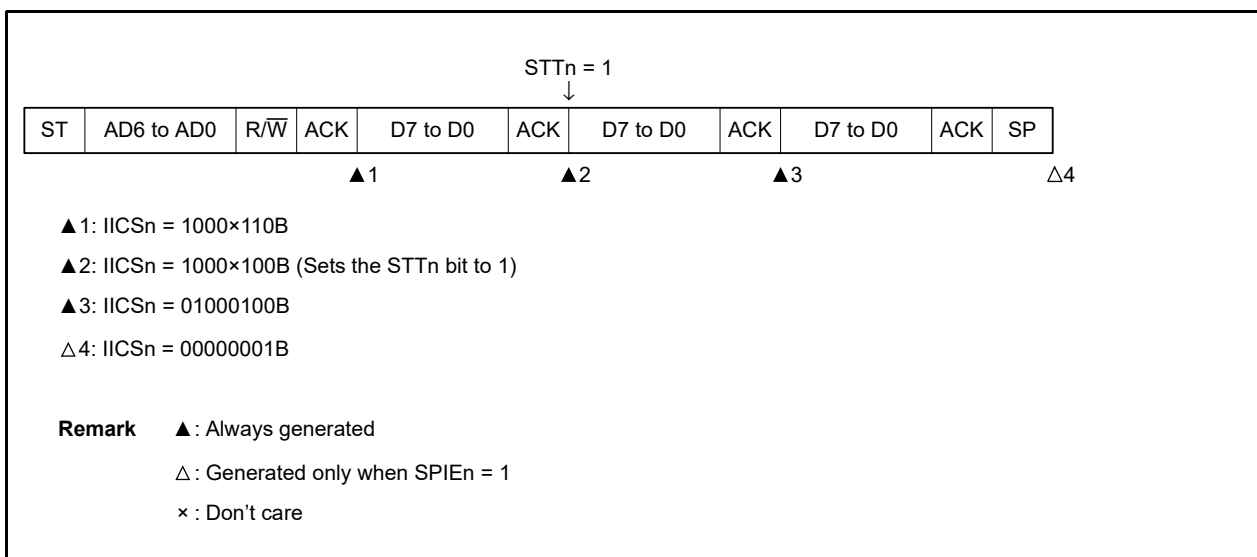 STTn = 1
↓
ST AD6 to AD0 R/W̅ ACK D7 to D0 ACK D7 to D0 ACK D7 to D0 ACK SP
▲1 ▲2 ▲3 △4
▲1: IICSn = 1000×110B
▲2: IICSn = 1000×100B (Sets the STTn bit to 1)
▲3: IICSn = 01000100B
△4: IICSn = 00000001B
Remark ▲: Always generated
△: Generated only when SPIEn = 1
× : Don’t care